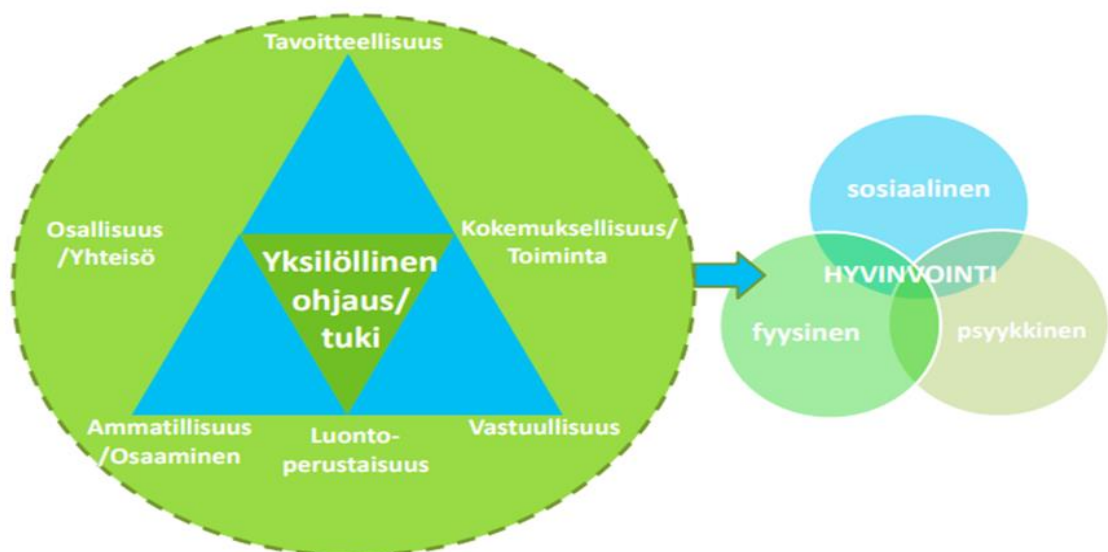 Tavoitteellisuus
Osallisuus
/Yhteisö
Kokemuksellisuus/
Toiminta
Yksilöllinen
ohjaus/
tuki
Ammatillisuus
/Osaaminen
Luonto-
perustaisuus
Vastuullisuus
sosiaalinen
HYVINVOINTI
fyysinen
psyykkinen